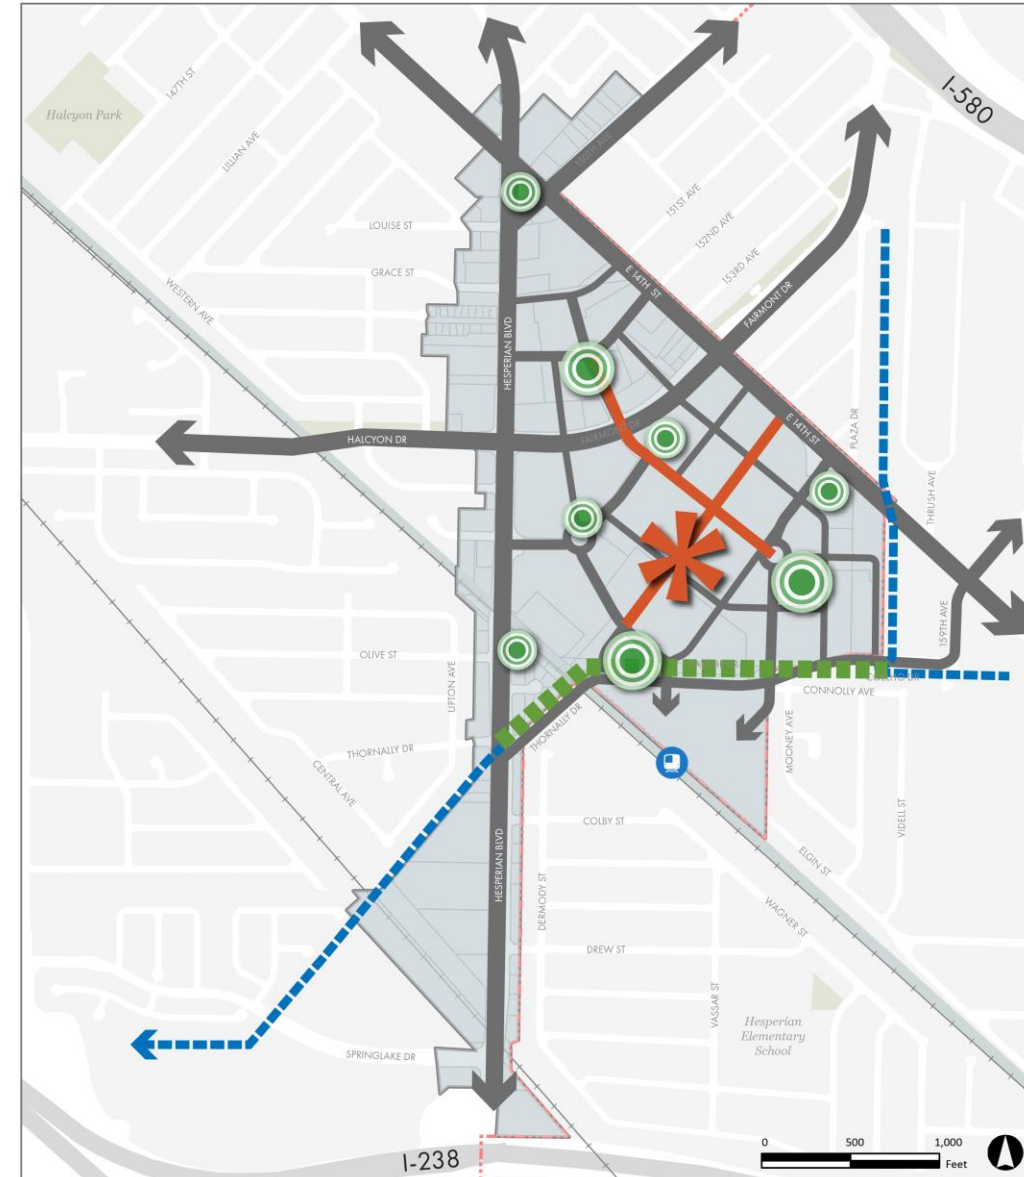 I-580
147TH ST
Halcyon Park
LILLIAN AVE
150TH AVE
151ST AVE
LOUISE ST
152ND AVE
GRACE ST
153RD AVE
E 14TH ST
WESTERN AVE
FAIRMONT DR
HESPERIAN BLVD
HALCYON DR
FAIRMONT DR
E 14TH ST
PLAZA DR
THRUSH AVE
159TH AVE
OLIVE ST
UPTON AVE
COELHO DR
CONNOLLY AVE
THORNALLY DR
MOONEY AVE
THORNALLY DR
CENTRAL AVE
COLBY ST
VIDELL ST
HESPERIAN BLVD
ELGIN ST
DERMODY ST
WAGNER ST
DREW ST
VASSAR ST
Hesperian
Elementary
School
SPRINGLAKE DR
0 500 1,000
Feet
I-238